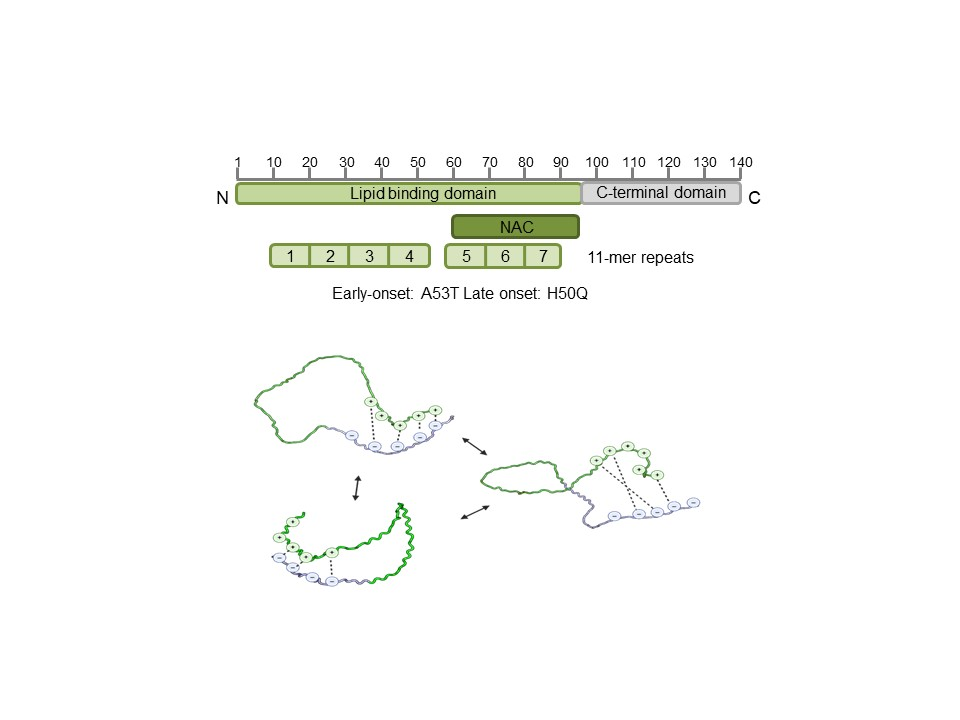 1 10 20 30 40 50 60 70 80 90 100 110 120 130 140
N Lipid binding domain C-terminal domain C
NAC
1 2 3 4 5 6 7 11-mer repeats
Early-onset: A53T Late onset: H50Q